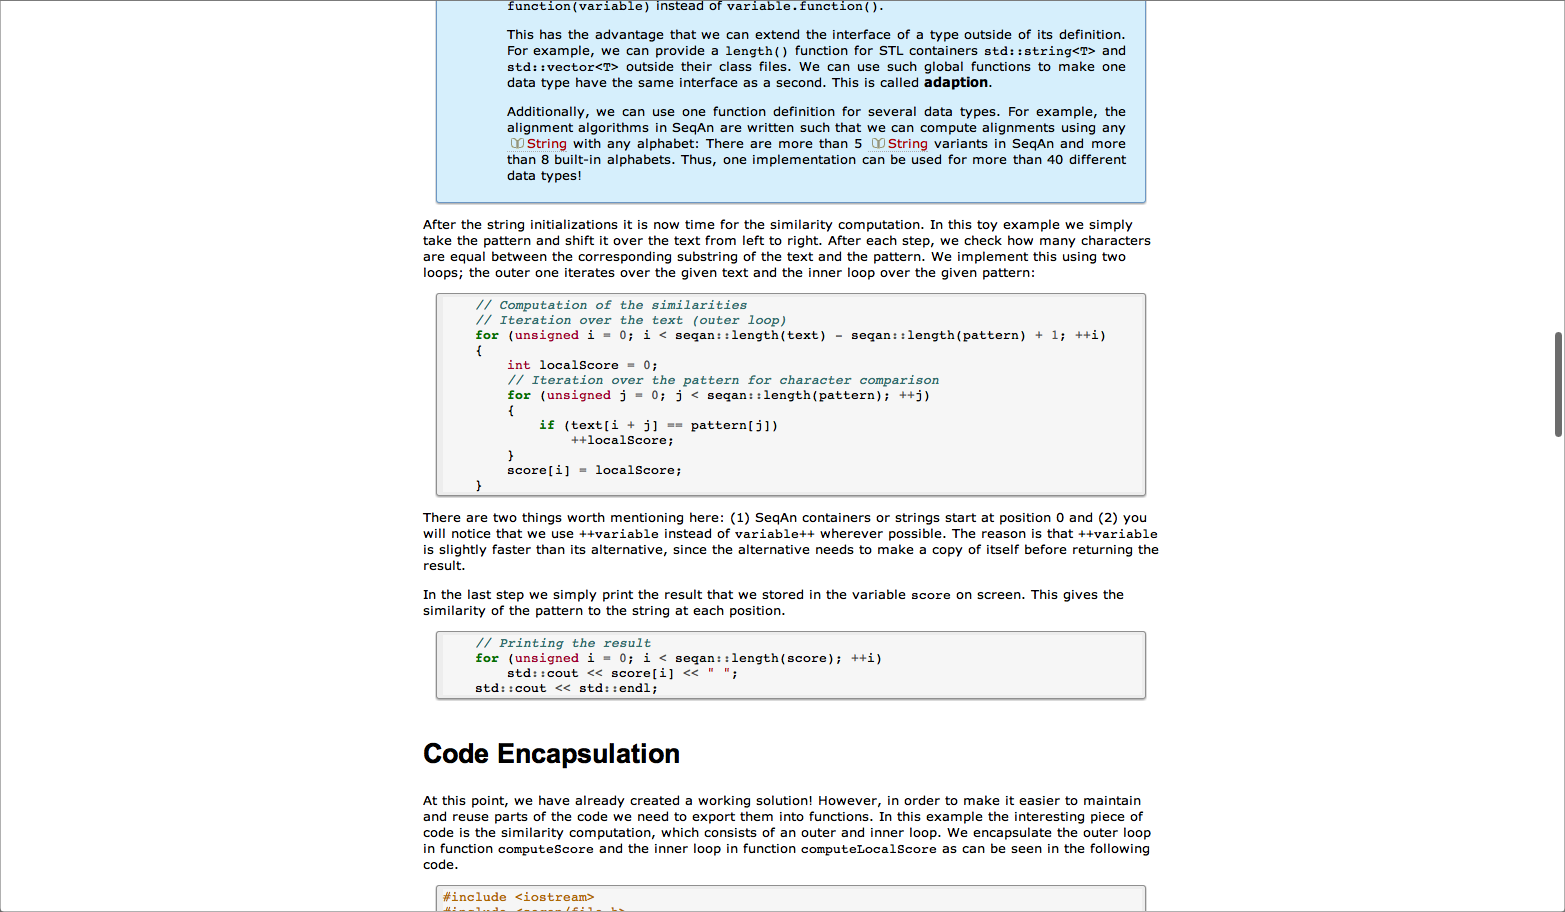 function(variable) instead of variable.function().
This has the advantage that we can extend the interface of a type outside of its definition.
For example, we can provide a length() function for STL containers std::string<T> and
std::vector<T> outside their class files. We can use such global functions to make one
data type have the same interface as a second. This is called adaption.
Additionally, we can use one function definition for several data types. For example, the
alignment algorithms in SeqAn are written such that we can compute alignments using any
String with any alphabet: There are more than 5 String variants in SeqAn and more
than 8 built-in alphabets. Thus, one implementation can be used for more than 40 different
data types!
After the string initializations it is now time for the similarity computation. In this toy example we simply
take the pattern and shift it over the text from left to right. After each step, we check how many characters
are equal between the corresponding substring of the text and the pattern. We implement this using two
loops; the outer one iterates over the given text and the inner loop over the given pattern:
// Computation of the similarities
// Iteration over the text (outer loop)
for (unsigned i = 0; i < seqan::length(text) - seqan::length(pattern) + 1; ++i)
{
int localScore = 0;
// Iteration over the pattern for character comparison
for (unsigned j = 0; j < seqan::length(pattern); ++j)
{
if (text[i + j] == pattern[j])
++localScore;
}
score[i] = localScore;
}
There are two things worth mentioning here: (1) SeqAn containers or strings start at position 0 and (2) you
will notice that we use ++variable instead of variable++ wherever possible. The reason is that ++variable
is slightly faster than its alternative, since the alternative needs to make a copy of itself before returning the
result.
In the last step we simply print the result that we stored in the variable score on screen. This gives the
similarity of the pattern to the string at each position.
// Printing the result
for (unsigned i = 0; i < seqan::length(score); ++i)
std::cout << score[i] << " ";
std::cout << std::endl;
Code Encapsulation
At this point, we have already created a working solution! However, in order to make it easier to maintain
and reuse parts of the code we need to export them into functions. In this example the interesting piece of
code is the similarity computation, which consists of an outer and inner loop. We encapsulate the outer loop
in function computeScore and the inner loop in function computeLocalScore as can be seen in the following
code.
#include <iostream>